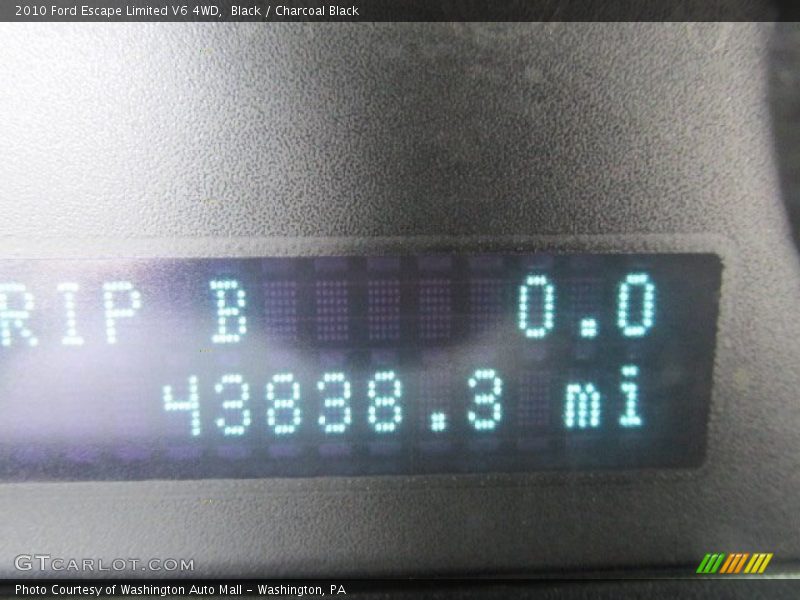 2010 Ford Escape Limited V6 4WD, Black / Charcoal Black
RIP B 0.0
43838.3 mi
GTCARLOT.COM
Photo Courtesy of Washington Auto Mall - Washington, PA